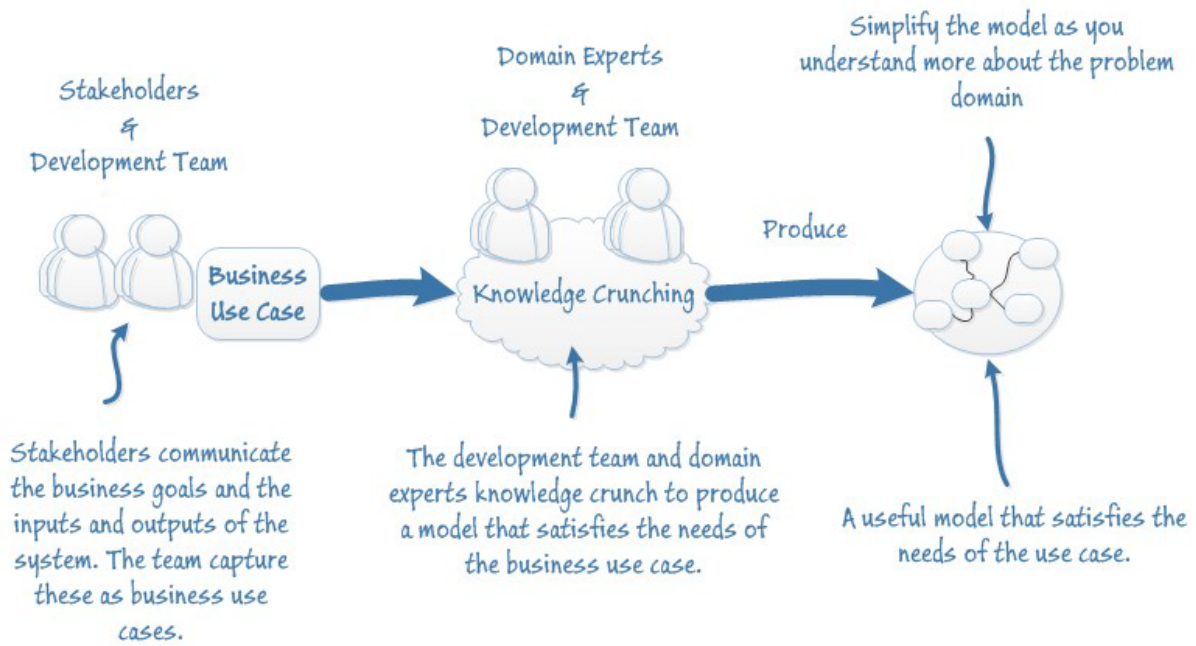 Stakeholders
&
Development Team
Business
Use Case
Stakeholders communicate
the business goals and the
inputs and outputs of the
system. The team capture
these as business use
cases.
Domain Experts
&
Development Team
Knowledge Crunching
The development team and domain
experts knowledge crunch to produce
a model that satisfies the needs of
the business use case.
Produce
Simplify the model as you
understand more about the problem
domain
A useful model that satisfies the
needs of the use case.